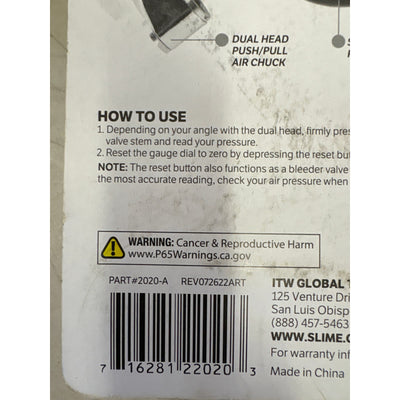 DUAL HEAD
PUSH/PULL
AIR CHUCK
HOW TO USE
1. Depending on your angle with the dual head, firmly
valve stem and read your pressure.
2. Reset the gauge dial to zero by depressing the reset
NOTE: The reset button also functions as a bleeder valve
the most accurate reading, check your air pressure when
WARNING: Cancer & Reproductive Harm
www.P65Warnings.ca.gov
PART#2020-A REV072622ART
ITW GLOBAL
125 Venture
San Luis
(888) 457-5463
WWW.SLIME.
For warranty
Made in China
7 16281 22020 3